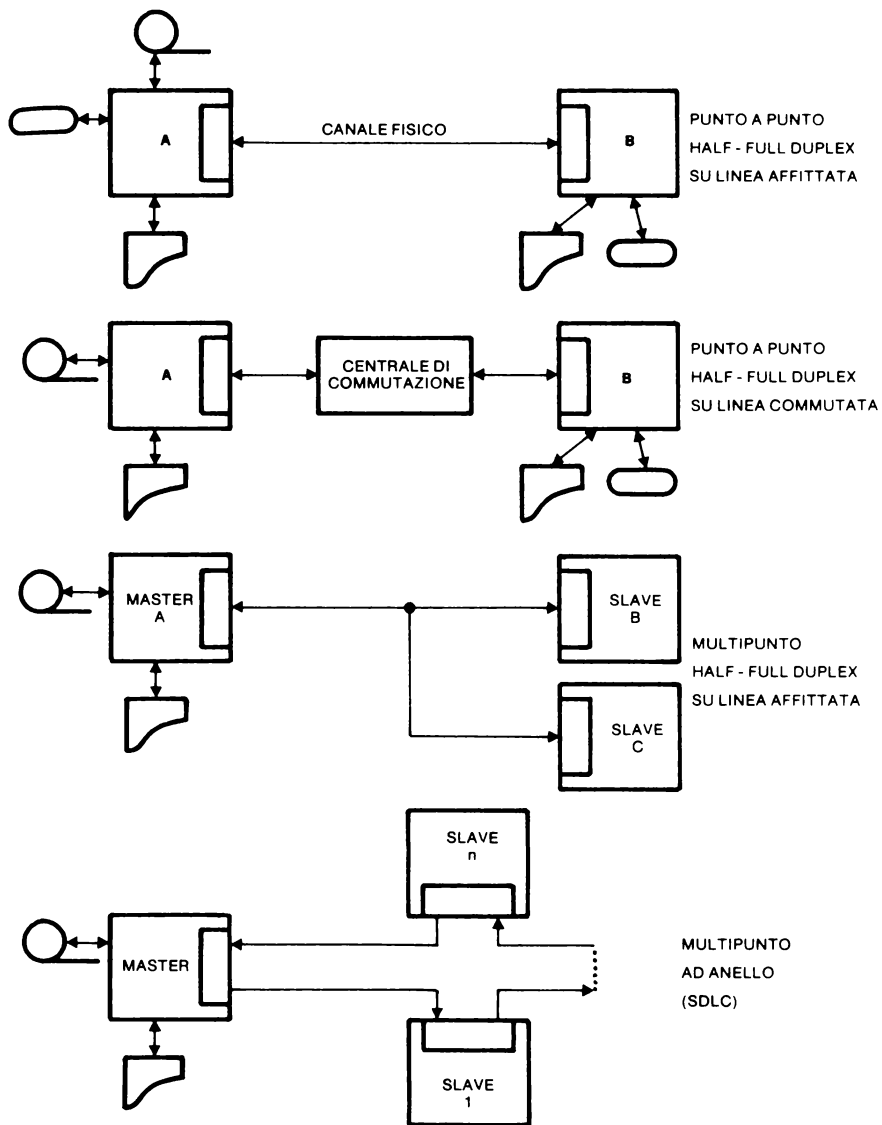 A
CANALE FISICO
B
PUNTO A PUNTO
HALF - FULL DUPLEX
SU LINEA AFFITTATA
A
CENTRALE DI
COMMUTAZIONE
B
PUNTO A PUNTO
HALF - FULL DUPLEX
SU LINEA COMMUTATA
MASTER
A
SLAVE
B
SLAVE
C
MULTIPUNTO
HALF - FULL DUPLEX
SU LINEA AFFITTATA
SLAVE
n
MASTER
SLAVE
1
MULTIPUNTO
AD ANELLO
(SDLC)